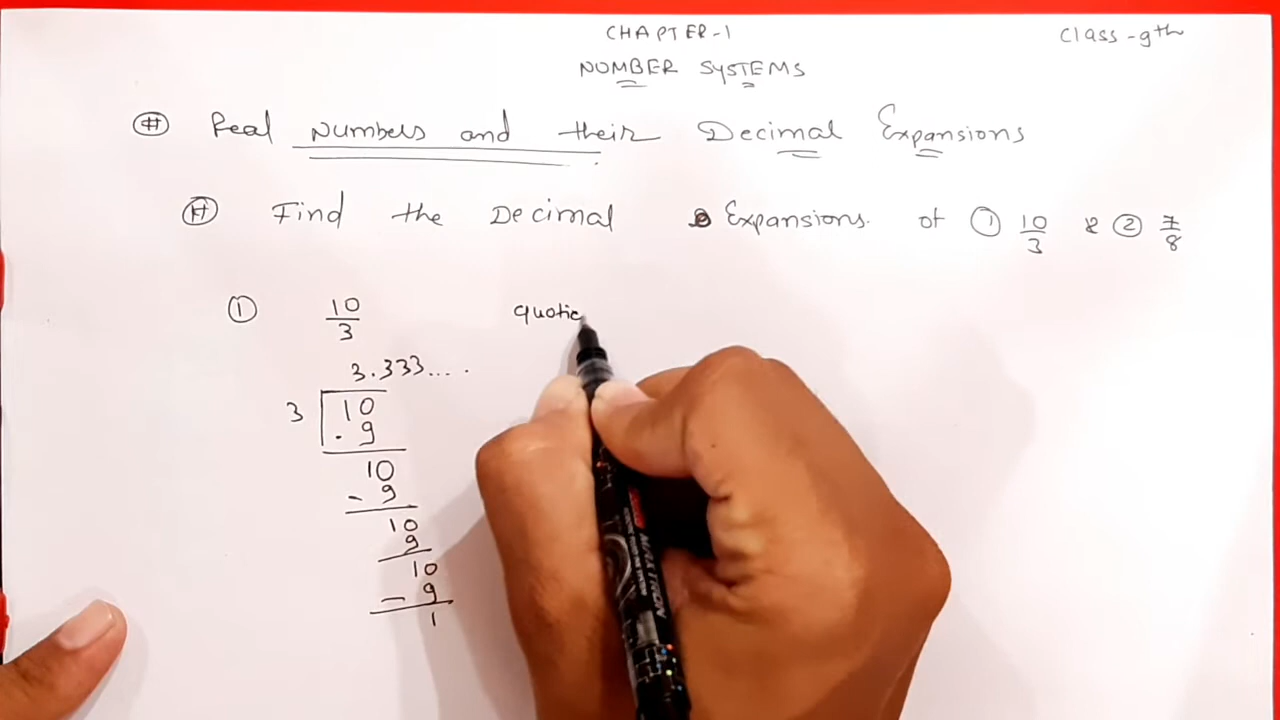 CHAPTER-1
Class-9th
NUMBER SYSTEMS
# Real Numbers and their Decimal Expansions
# Find the Decimal Expansions. of ① 10/3 & ② 7/8
① 10/3
quotie
3.333....
3 10
. 9
10
- 9
10
9
10
- 9
1
MAXTRON